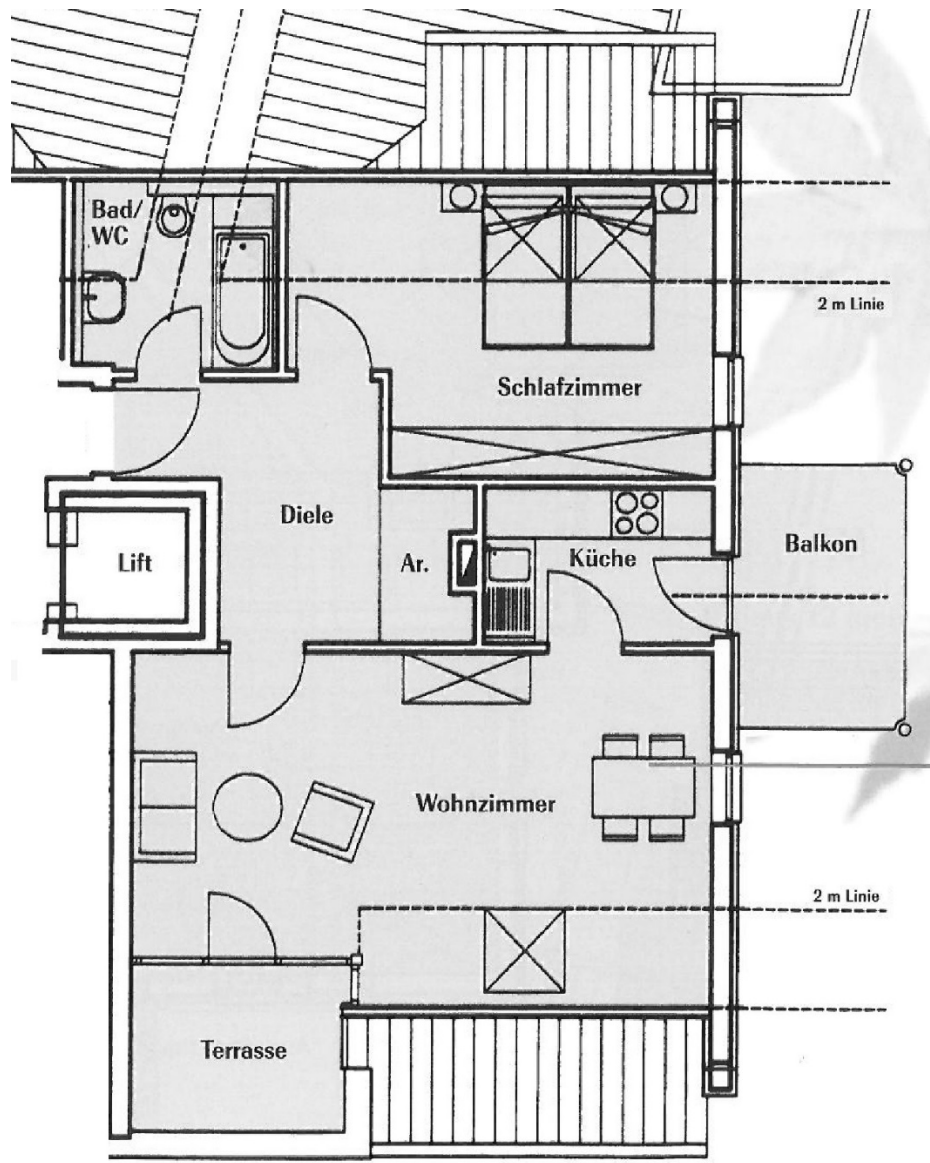 Bad/
WC
2 m Linie
Schlafzimmer
Diele
Lift
Ar.
Küche
Balkon
Wohnzimmer
2 m Linie
Terrasse